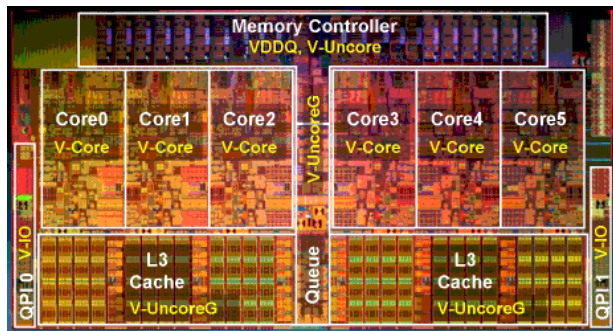 Memory Controller
VDDQ, V-Uncore
Core0
V-Core
Core1
V-Core
Core2
V-Core
V-UncoreG
Core3
V-Core
Core4
V-Core
Core5
V-Core
QPI 0
V-IO
L3
Cache
V-UncoreG
Queue
L3
Cache
V-UncoreG
V-IO
QPI 1